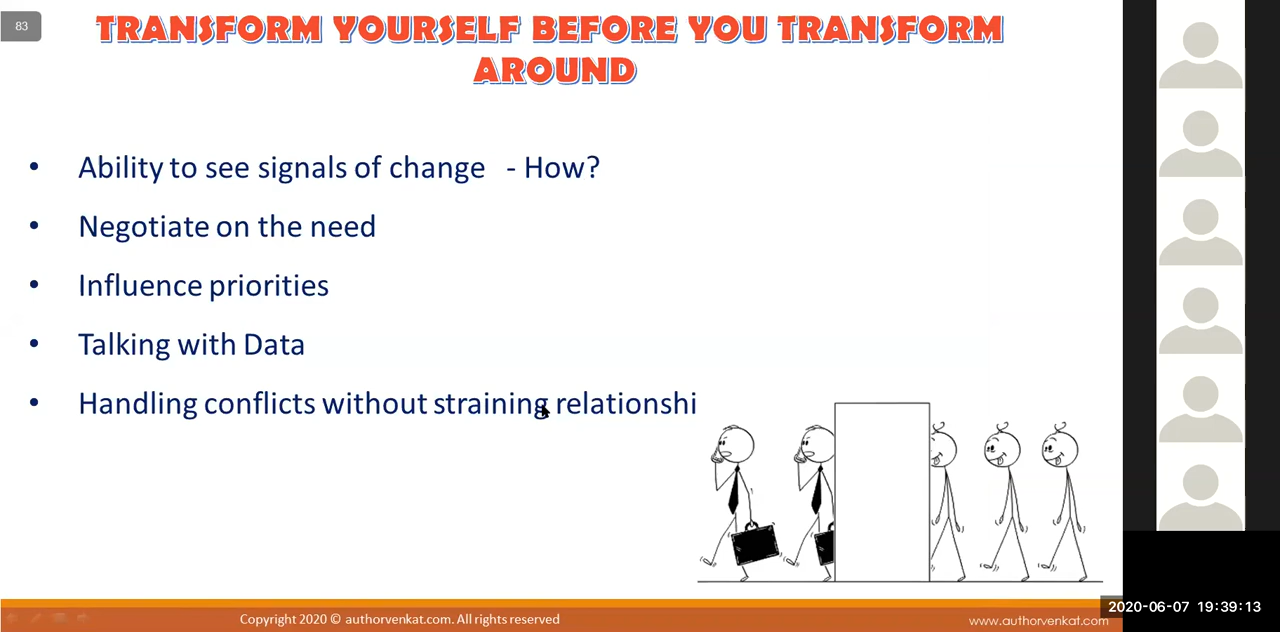 83
TRANSFORM YOURSELF BEFORE YOU TRANSFORM
AROUND
• Ability to see signals of change - How?
• Negotiate on the need
• Influence priorities
• Talking with Data
• Handling conflicts without straining relationshi
Copyright 2020 © authorvenkat.com. All rights reserved
www.authorvenkat.com
2020-06-07 19:39:13